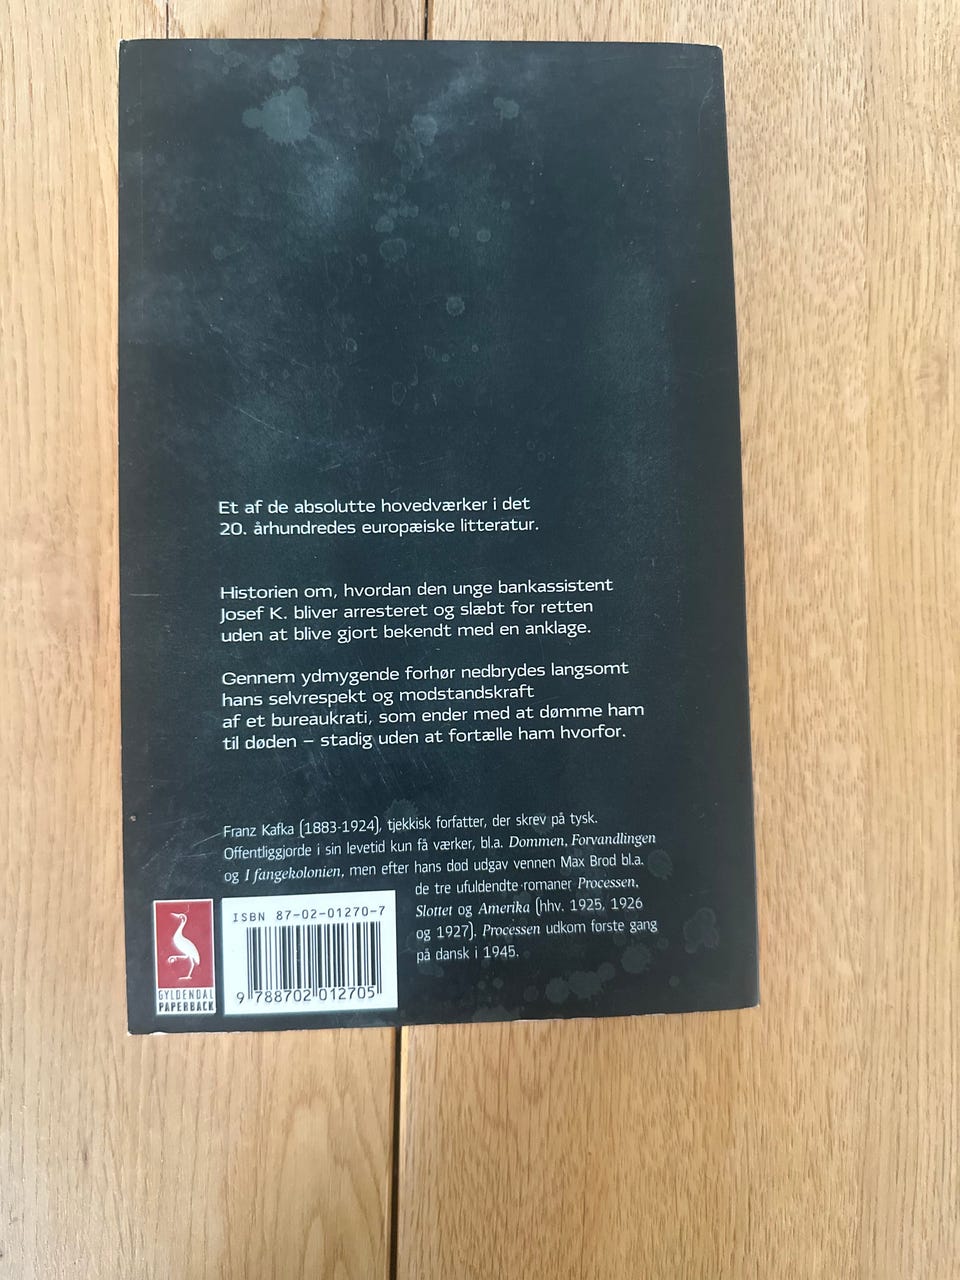 Et af de absolutte hovedværker i det
20. århundredes europæiske litteratur.
Historien om, hvordan den unge bankassistent
Josef K. bliver arresteret og slæbt for retten
uden at blive gjort bekendt med en anklage.
Gennem ydmygende forhør nedbrydes langsomt
hans selvrespekt og modstandskraft
af et bureaukrati, som ender med at dømme ham
til døden – stadig uden at fortælle ham hvorfor.
Franz Kafka (1883-1924), tjekkisk forfatter, der skrev på tysk.
Offentliggjorde i sin levetid kun få værker, bl.a. Dommen, Forvandlingen
og I fangekolonien, men efter hans død udgav vennen Max Brod bl.a.
de tre ufuldendte romaner Processen,
Slottet og Amerika (hhv. 1925, 1926
og 1927). Processen udkom første gang
på dansk i 1945.
GYLDENDAL
PAPERBACK
ISBN 87-02-01270-7
9 788702 012705